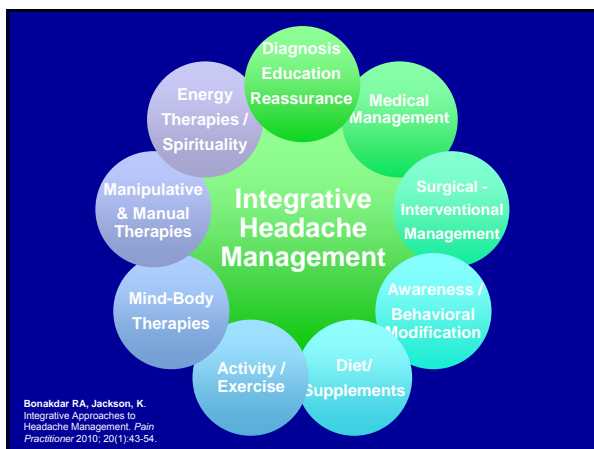 Diagnosis
Education
Reassurance
Medical
Management
Surgical -
Interventional
Management
Awareness /
Behavioral
Modification
Diet/
Supplements
Activity /
Exercise
Mind-Body
Therapies
Manipulative
& Manual
Therapies
Energy
Therapies /
Spirituality
Integrative
Headache
Management
Bonakdar RA, Jackson, K.
Integrative Approaches to
Headache Management. Pain
Practitioner 2010; 20(1):43-54.